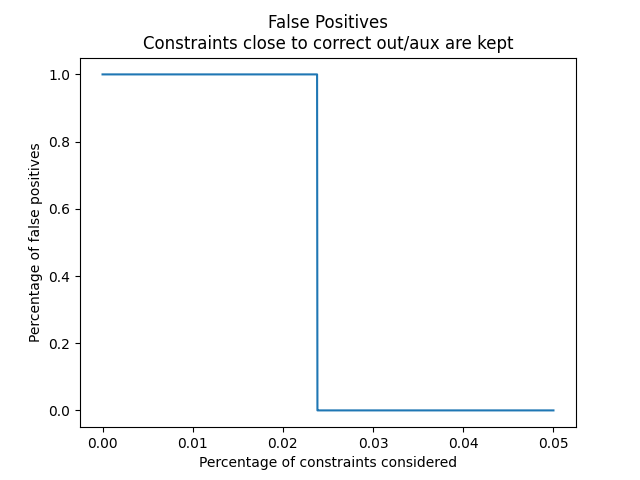 False Positives
Constraints close to correct out/aux are kept
Percentage of false positives
1.0
0.8
0.6
0.4
0.2
0.0
0.00 0.01 0.02 0.03 0.04 0.05
Percentage of constraints considered